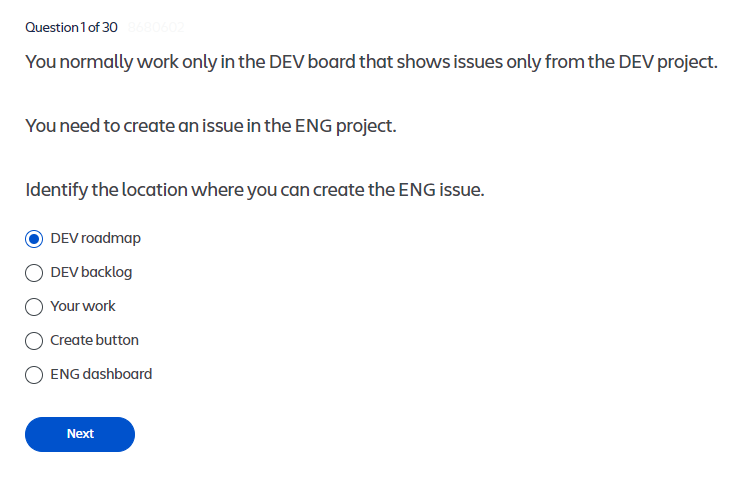 Question 1 of 30 8680602
You normally work only in the DEV board that shows issues only from the DEV project.
You need to create an issue in the ENG project.
Identify the location where you can create the ENG issue.
DEV roadmap
DEV backlog
Your work
Create button
ENG dashboard
Next